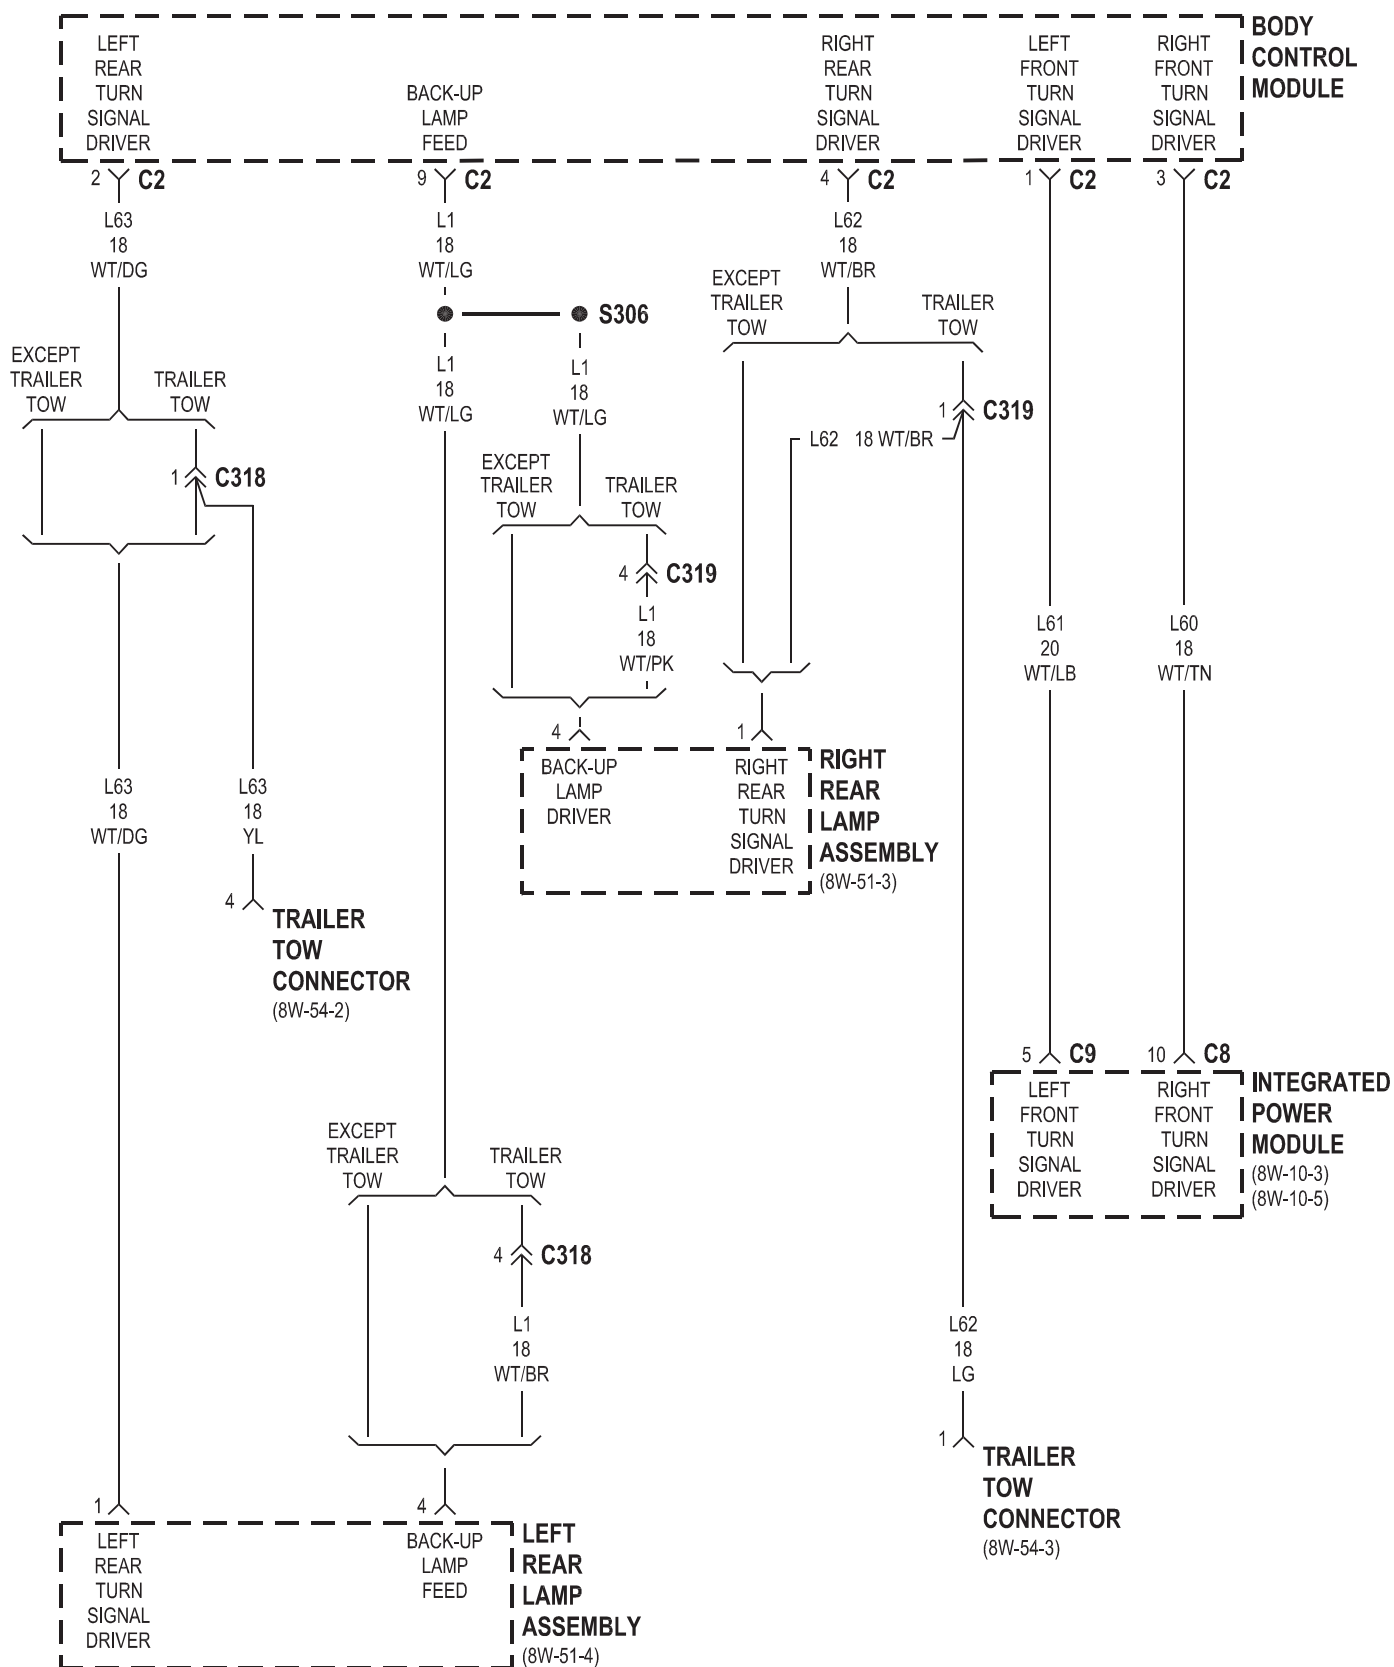 LEFT
REAR
TURN
SIGNAL
DRIVER
BACK-UP
LAMP
FEED
RIGHT
REAR
TURN
SIGNAL
DRIVER
LEFT
FRONT
TURN
SIGNAL
DRIVER
RIGHT
FRONT
TURN
SIGNAL
DRIVER
BODY
CONTROL
MODULE
2 C2
9 C2
4 C2
1 C2
3 C2
L63
18
WT/DG
L1
18
WT/LG
L62
18
WT/BR
S306
EXCEPT
TRAILER
TOW
TRAILER
TOW
1 C318
L1
18
WT/LG
L1
18
WT/LG
EXCEPT
TRAILER
TOW
TRAILER
TOW
1 C319
L62 18 WT/BR
EXCEPT
TRAILER
TOW
TRAILER
TOW
4 C319
L1
18
WT/PK
L61
20
WT/LB
L60
18
WT/TN
4
1
BACK-UP
LAMP
DRIVER
RIGHT
REAR
TURN
SIGNAL
DRIVER
RIGHT
REAR
LAMP
ASSEMBLY
(8W-51-3)
L63
18
WT/DG
L63
18
YL
4
TRAILER
TOW
CONNECTOR
(8W-54-2)
5 C9
10 C8
LEFT
FRONT
TURN
SIGNAL
DRIVER
RIGHT
FRONT
TURN
SIGNAL
DRIVER
INTEGRATED
POWER
MODULE
(8W-10-3)
(8W-10-5)
EXCEPT
TRAILER
TOW
TRAILER
TOW
4 C318
L1
18
WT/BR
L62
18
LG
1
TRAILER
TOW
CONNECTOR
(8W-54-3)
1
4
LEFT
REAR
TURN
SIGNAL
DRIVER
BACK-UP
LAMP
FEED
LEFT
REAR
LAMP
ASSEMBLY
(8W-51-4)